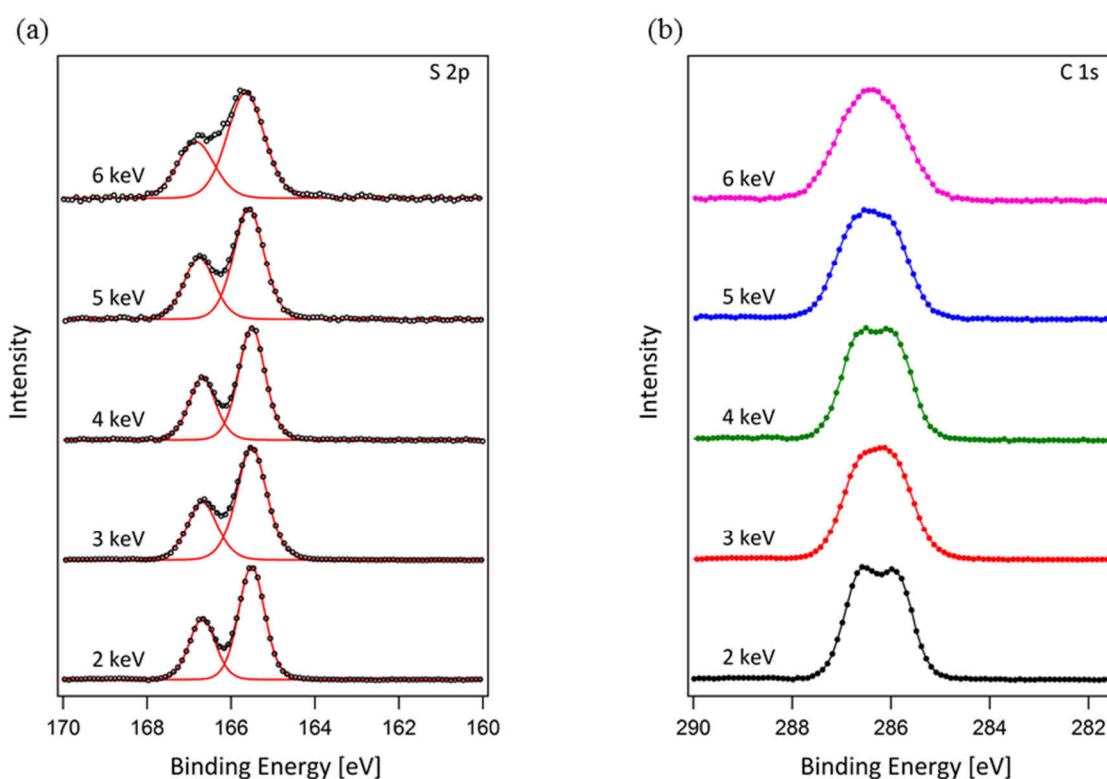 (a)
S 2p
6 keV
5 keV
4 keV
3 keV
2 keV
Intensity
170 168 166 164 162 160
Binding Energy [eV]
(b)
C 1s
6 keV
5 keV
4 keV
3 keV
2 keV
Intensity
290 288 286 284 282
Binding Energy [eV]